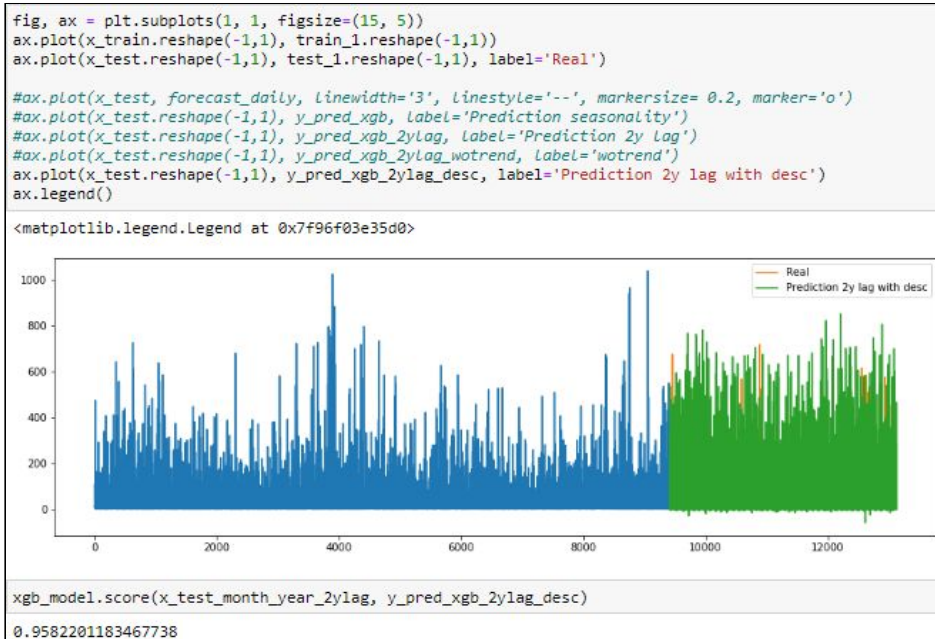 fig, ax = plt.subplots(1, 1, figsize=(15, 5))
ax.plot(x_train.reshape(-1,1), train_1.reshape(-1,1))
ax.plot(x_test.reshape(-1,1), test_1.reshape(-1,1), label='Real')
#ax.plot(x_test, forecast_daily, linewidth='3', linestyle='--', markersize= 0.2, marker='o')
#ax.plot(x_test.reshape(-1,1), y_pred_xgb, label='Prediction seasonality')
#ax.plot(x_test.reshape(-1,1), y_pred_xgb_2ylag, label='Prediction 2y lag')
#ax.plot(x_test.reshape(-1,1), y_pred_xgb_2ylag_wotrend, label='wotrend')
ax.plot(x_test.reshape(-1,1), y_pred_xgb_2ylag_desc, label='Prediction 2y lag with desc')
ax.legend()
<matplotlib.legend.Legend at 0x7f96f03e35d0>
Real
Prediction 2y lag with desc
1000
800
600
400
200
0
0 2000 4000 6000 8000 10000 12000
xgb_model.score(x_test_month_year_2ylag, y_pred_xgb_2ylag_desc)
0.9582201183467738